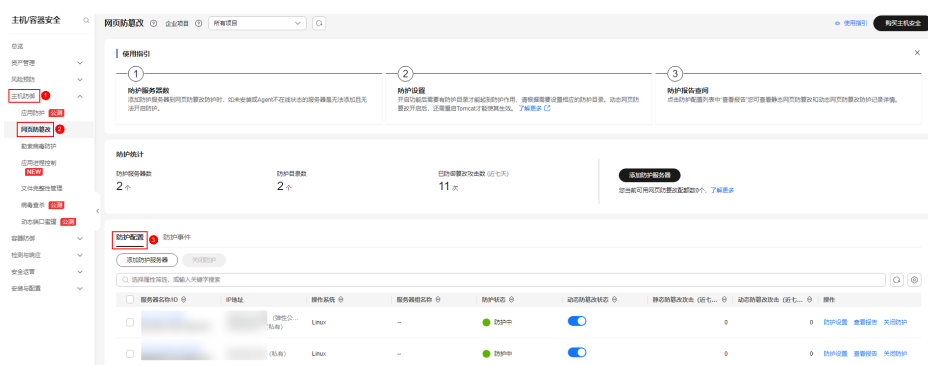 主机/容器安全
总览
资产管理
风险预防
主机防御 1
应用防护 公测
网页防篡改 2
勒索病毒防护
应用进程控制
NEW
文件完整性管理
病毒查杀 公测
动态端口蜜罐 公测
容器防御
检测与响应
安全运营
安装与配置
网页防篡改 企业项目 所有项目 使用指引 购买主机安全
使用指引
1 2 3
防护服务器数 防护设置 防护报告查询
添加防护服务器到网页防篡改防护时，如未安装或Agent不在线状态的服务器是无法添加且无
法开启防护。
开启功能后需要有防护目录才能起到防护作用，请根据需要设置相应的防护目录。动态网页防
篡改开启后，还需重启Tomcat才能使其生效。 了解更多
点击防护配置列表中“查看报告”您可查看静态网页防篡改和动态网页防篡改防护记录详情。
防护统计
防护服务器数 防护目录数 已防御篡改攻击数 (近七天) 添加防护服务器
2 个 2 个 11 次 您当前可用网页防篡改配额数9个，了解更多
防护配置 3 防护事件
添加防护服务器 关闭防护
选择属性筛选，或输入关键字搜索
服务器名称/ID IP地址 操作系统 服务器组名称 防护状态 动态防篡改状态 静态防篡改攻击 (近七... 动态防篡改攻击 (近七... 操作
(弹性公...
(私有) Linux -- 防护中 0 0 防护设置 查看报告 关闭防护
(私有) Linux -- 防护中 0 0 防护设置 查看报告 关闭防护